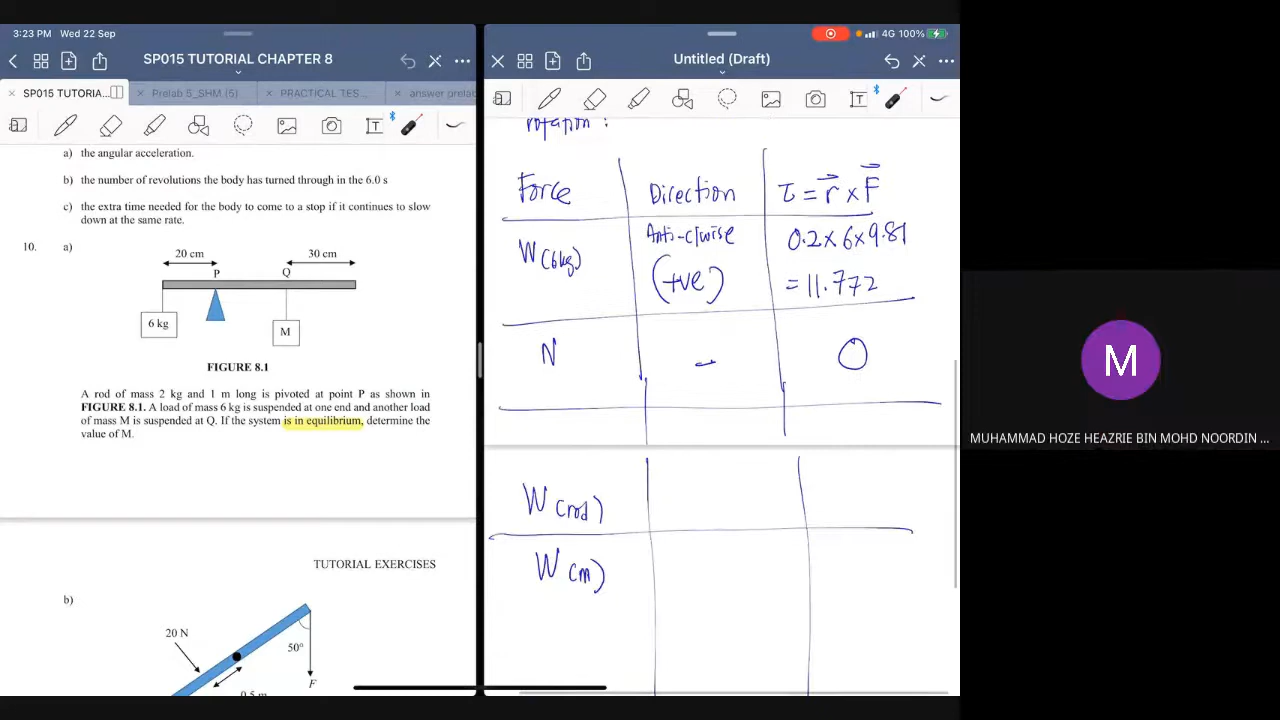 3:23 PM Wed 22 Sep
SP015 TUTORIAL CHAPTER 8
SP015 TUTORIA...
Prelab 5_SHM (5)
PRACTICAL TES...
answer prelab
a) the angular acceleration.
b) the number of revolutions the body has turned through in the 6.0 s
c) the extra time needed for the body to come to a stop if it continues to slow
down at the same rate.
10. a)
20 cm 30 cm
P Q
6 kg
M
FIGURE 8.1
A rod of mass 2 kg and 1 m long is pivoted at point P as shown in
FIGURE 8.1. A load of mass 6 kg is suspended at one end and another load
of mass M is suspended at Q. If the system is in equilibrium, determine the
value of M.
TUTORIAL EXERCISES
b)
20 N
50°
0.5 m
F
4G 100%
Untitled (Draft)
rotation :
Force Direction τ = r⃗ × F⃗
W(6kg) Anti-c/wise 0.2×6×9.81
(+ve) = 11.772
N - 0
W(rod)
W(m)
M
MUHAMMAD HOZE HEAZRIE BIN MOHD NOORDIN ...